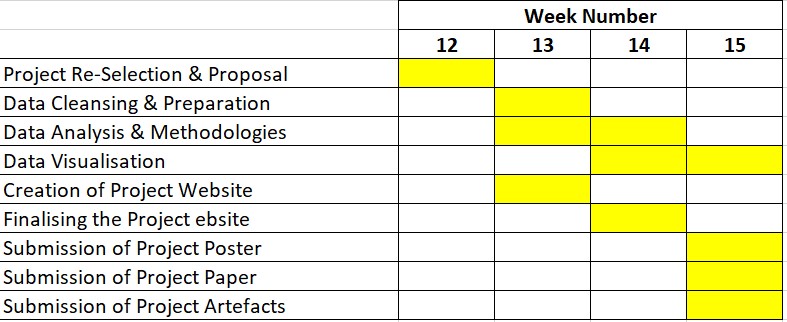 Week Number
12 13 14 15
Project Re-Selection & Proposal
Data Cleansing & Preparation
Data Analysis & Methodologies
Data Visualisation
Creation of Project Website
Finalising the Project ebsite
Submission of Project Poster
Submission of Project Paper
Submission of Project Artefacts